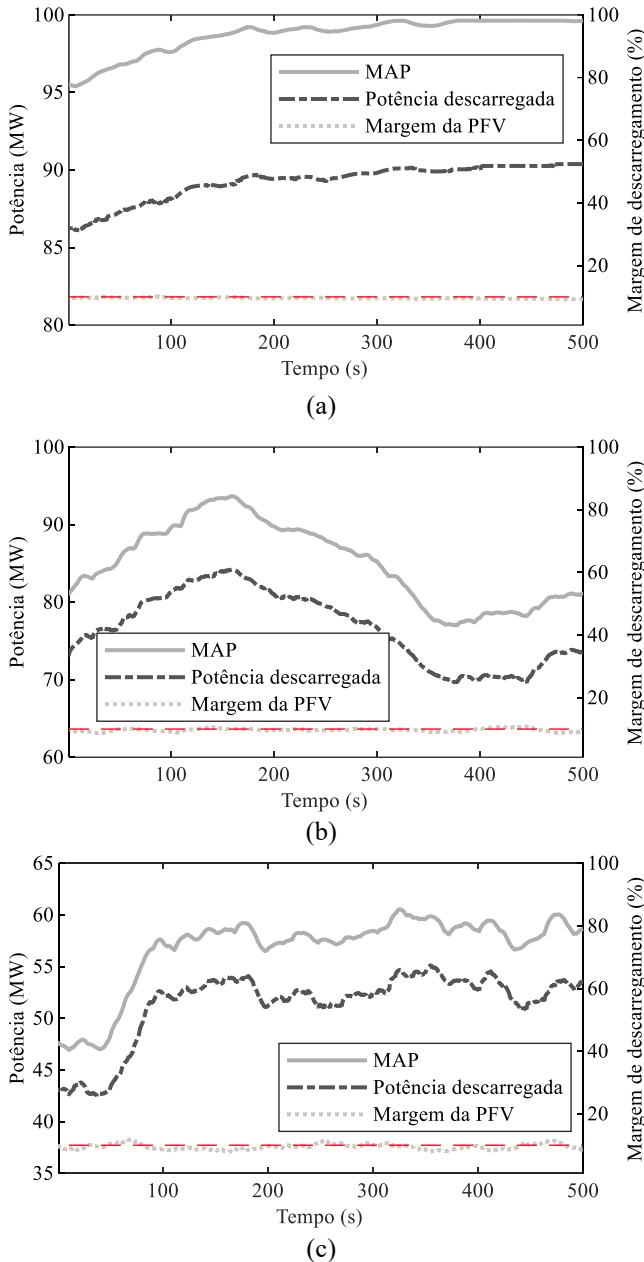 100
95
90
85
80
Potência (MW)
100
80
60
40
20
10
Margem de descarregamento (%)
MAP
Potência descarregada
Margem da PFV
100 200 300 400 500
Tempo (s)
(a)
100
90
80
70
60
Potência (MW)
100
80
60
40
20
10
Margem de descarregamento (%)
MAP
Potência descarregada
Margem da PFV
100 200 300 400 500
Tempo (s)
(b)
65
60
55
50
45
40
35
Potência (MW)
100
80
60
40
20
10
Margem de descarregamento (%)
MAP
Potência descarregada
Margem da PFV
100 200 300 400 500
Tempo (s)
(c)